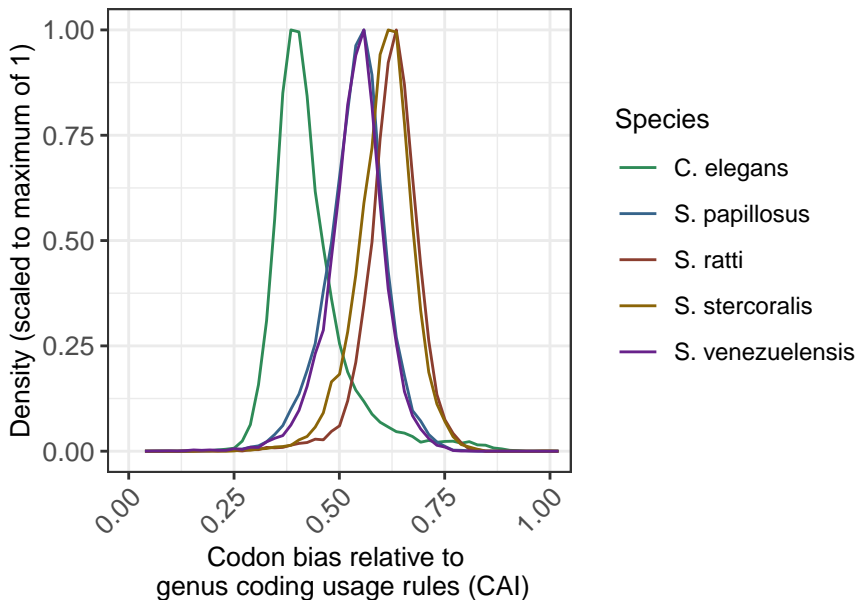 Density (scaled to maximum of 1)
1.00
0.75
0.50
0.25
0.00
0.00
0.25
0.50
0.75
1.00
Codon bias relative to
genus coding usage rules (CAI)
Species
C. elegans
S. papillosus
S. ratti
S. stercoralis
S. venezuelensis